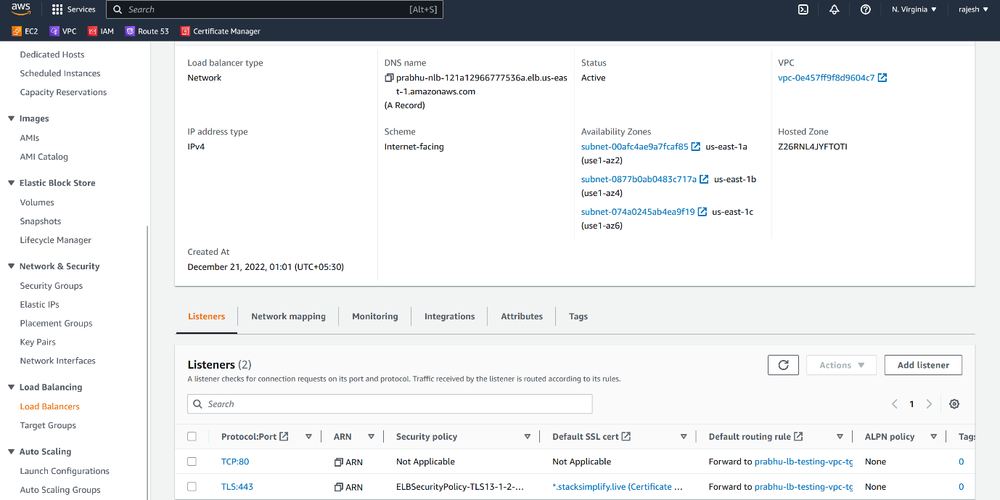 aws Services Search [Alt+S] N. Virginia rajesh
EC2 VPC IAM Route 53 Certificate Manager
Dedicated Hosts
Scheduled Instances
Capacity Reservations
Images
AMIs
AMI Catalog
Elastic Block Store
Volumes
Snapshots
Lifecycle Manager
Network & Security
Security Groups
Elastic IPs
Placement Groups
Key Pairs
Network Interfaces
Load Balancing
Load Balancers
Target Groups
Auto Scaling
Launch Configurations
Auto Scaling Groups
Load balancer type
Network
DNS name
prabhu-nlb-121a12966777536a.elb.us-eas
t-1.amazonaws.com
(A Record)
Status
Active
VPC
vpc-0e457ff9f8d9604c7
IP address type
IPv4
Scheme
Internet-facing
Availability Zones
subnet-00afc4ae9a7fcaf85 us-east-1a
(use1-az2)
subnet-0877b0ab0483c717a us-east-1b
(use1-az4)
subnet-074a0245ab4ea9f19 us-east-1c
(use1-az6)
Hosted Zone
Z26RNL4JYFTOTI
Created At
December 21, 2022, 01:01 (UTC+05:30)
Listeners Network mapping Monitoring Integrations Attributes Tags
Listeners (2)
A listener checks for connection requests on its port and protocol. Traffic received by the listener is routed according to its rules.
Actions Add listener
Search
1
Protocol:Port ARN Security policy Default SSL cert Default routing rule ALPN policy Tags
TCP:80 ARN Not Applicable Not Applicable Forward to prabhu-lb-testing-vpc-tg None 0
TLS:443 ARN ELBSecurityPolicy-TLS13-1-2-... *.stacksimplify.live (Certificate ... Forward to prabhu-lb-testing-vpc-tg None 0